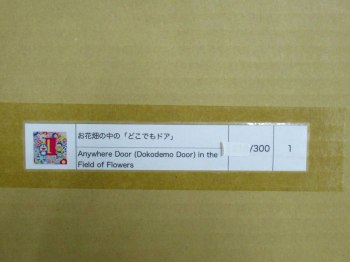 お花畑の中の「どこでもドア」
Anywhere Door (Dokodemo Door) in the
Field of Flowers
/300
1